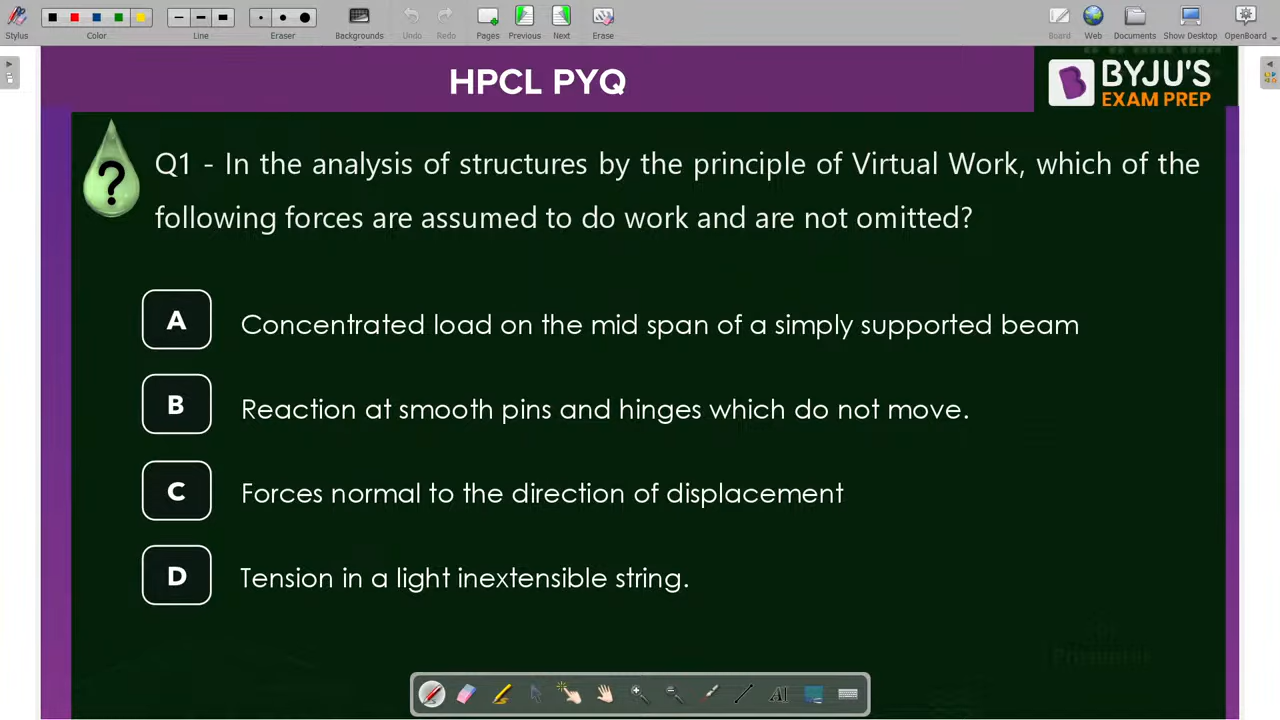 Stylus
Color
Line
Eraser
Backgrounds
Undo
Redo
Pages
Previous
Next
Erase
Board
Web
Documents
Show Desktop
OpenBoard
HPCL PYQ
BYJU'S
EXAM PREP
Q1 - In the analysis of structures by the principle of Virtual Work, which of the
following forces are assumed to do work and are not omitted?
A Concentrated load on the mid span of a simply supported beam
B Reaction at smooth pins and hinges which do not move.
C Forces normal to the direction of displacement
D Tension in a light inextensible string.